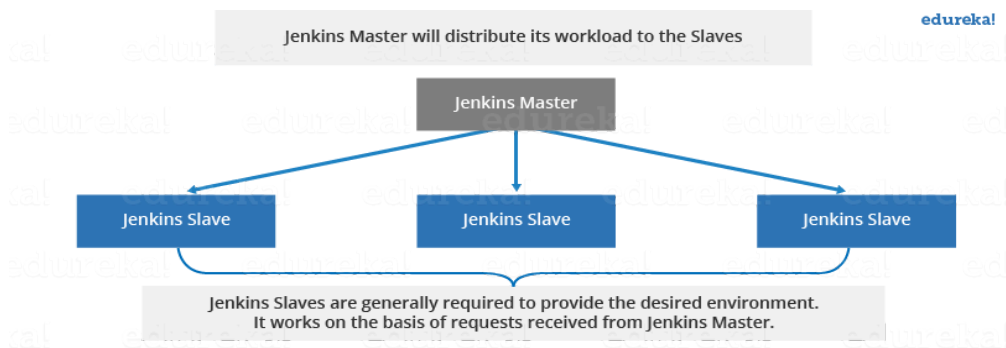 edureka!
Jenkins Master will distribute its workload to the Slaves
Jenkins Master
Jenkins Slave
Jenkins Slave
Jenkins Slave
Jenkins Slaves are generally required to provide the desired environment.
It works on the basis of requests received from Jenkins Master.